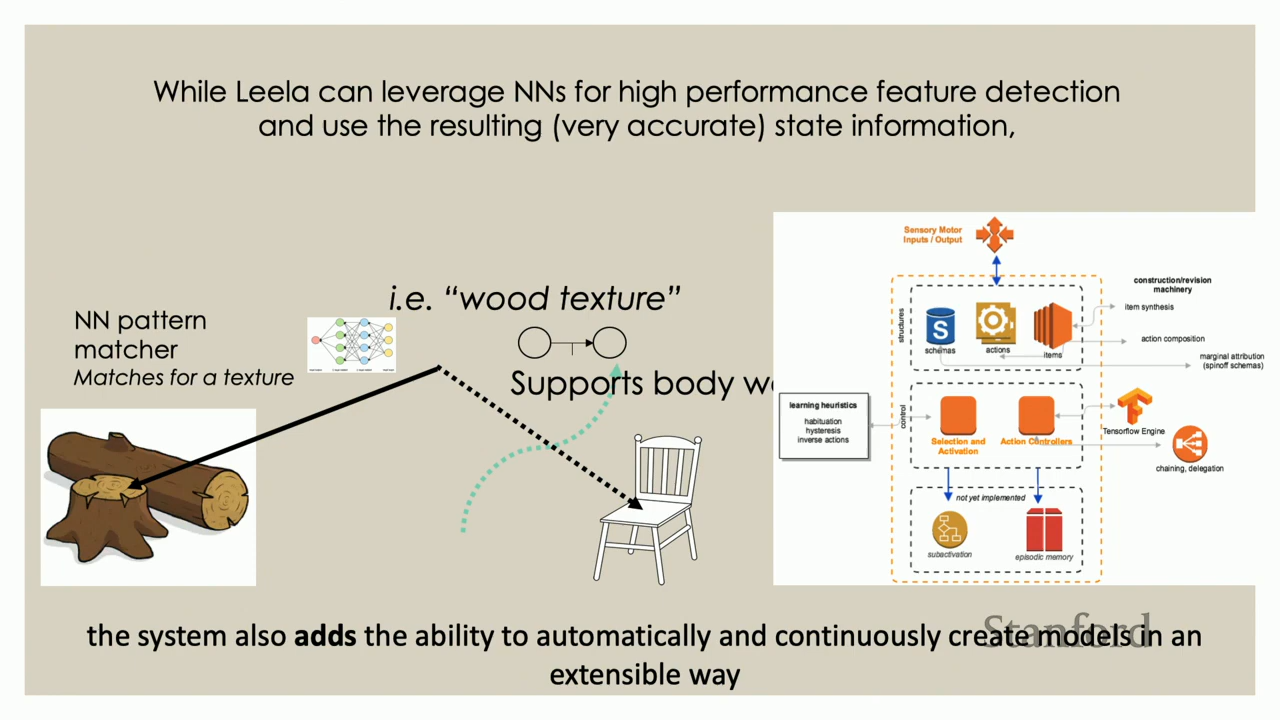 While Leela can leverage NNs for high performance feature detection
and use the resulting (very accurate) state information,
i.e. “wood texture”
NN pattern
matcher
Matches for a texture
Supports body w
Sensory Motor
Inputs / Output
structures
schemas
actions
items
construction/revision
machinery
item synthesis
action composition
marginal attribution
(spinoff schemas)
learning heuristics
habituation
hysteresis
inverse actions
control
Selection and
Activation
Action Controllers
Tensorflow Engine
chaining, delegation
not yet implemented
subactivation
episodic memory
Stanford
the system also adds the ability to automatically and continuously create models in an
extensible way